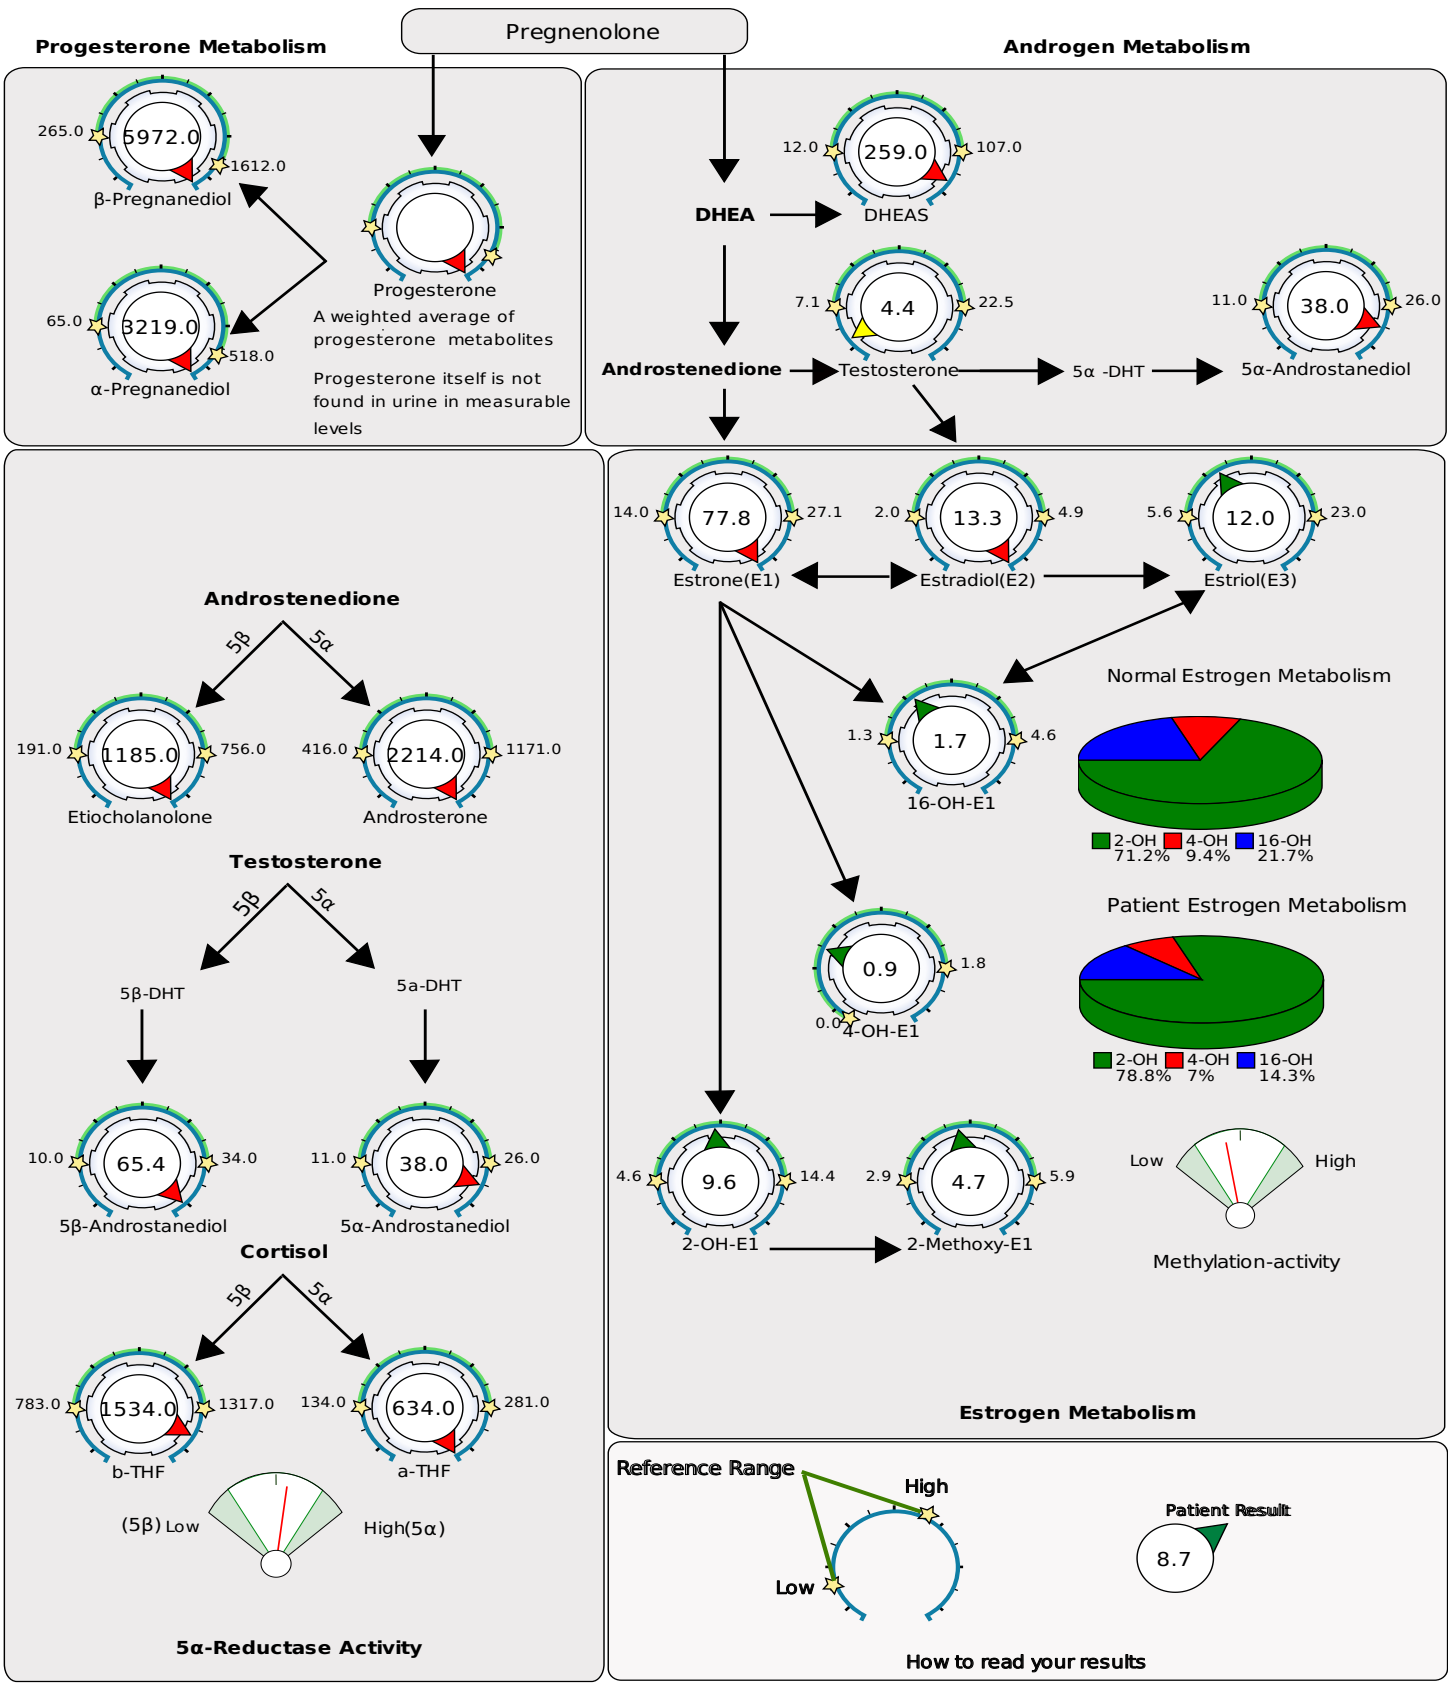 Pregnenolone
Progesterone Metabolism
Androgen Metabolism
265.0
5972.0
1612.0
β-Pregnanediol
65.0
3219.0
518.0
α-Pregnanediol
Progesterone
A weighted average of
progesterone metabolites
Progesterone itself is not
found in urine in measurable
levels
12.0
259.0
107.0
DHEA
DHEAS
7.1
4.4
22.5
11.0
38.0
26.0
Androstenedione
Testosterone
5α -DHT
5α-Androstanediol
14.0
77.8
27.1
Estrone(E1)
2.0
13.3
4.9
Estradiol(E2)
5.6
12.0
23.0
Estriol(E3)
1.3
1.7
4.6
16-OH-E1
0.9
1.8
0.0
4-OH-E1
4.6
9.6
14.4
2-OH-E1
2.9
4.7
5.9
2-Methoxy-E1
Normal Estrogen Metabolism
2-OH 4-OH 16-OH
71.2% 9.4% 21.7%
Patient Estrogen Metabolism
2-OH 4-OH 16-OH
78.8% 7% 14.3%
Low
High
Methylation-activity
Estrogen Metabolism
Androstenedione
5β
5α
191.0
1185.0
756.0
Etiocholanolone
416.0
2214.0
1171.0
Androsterone
Testosterone
5β
5α
5β-DHT
5a-DHT
10.0
65.4
34.0
5β-Androstanediol
11.0
38.0
26.0
5α-Androstanediol
Cortisol
5β
5α
783.0
1534.0
1317.0
b-THF
134.0
634.0
281.0
a-THF
(5β) Low
High(5α)
5α-Reductase Activity
Reference Range
High
Low
Patient Result
8.7
How to read your results